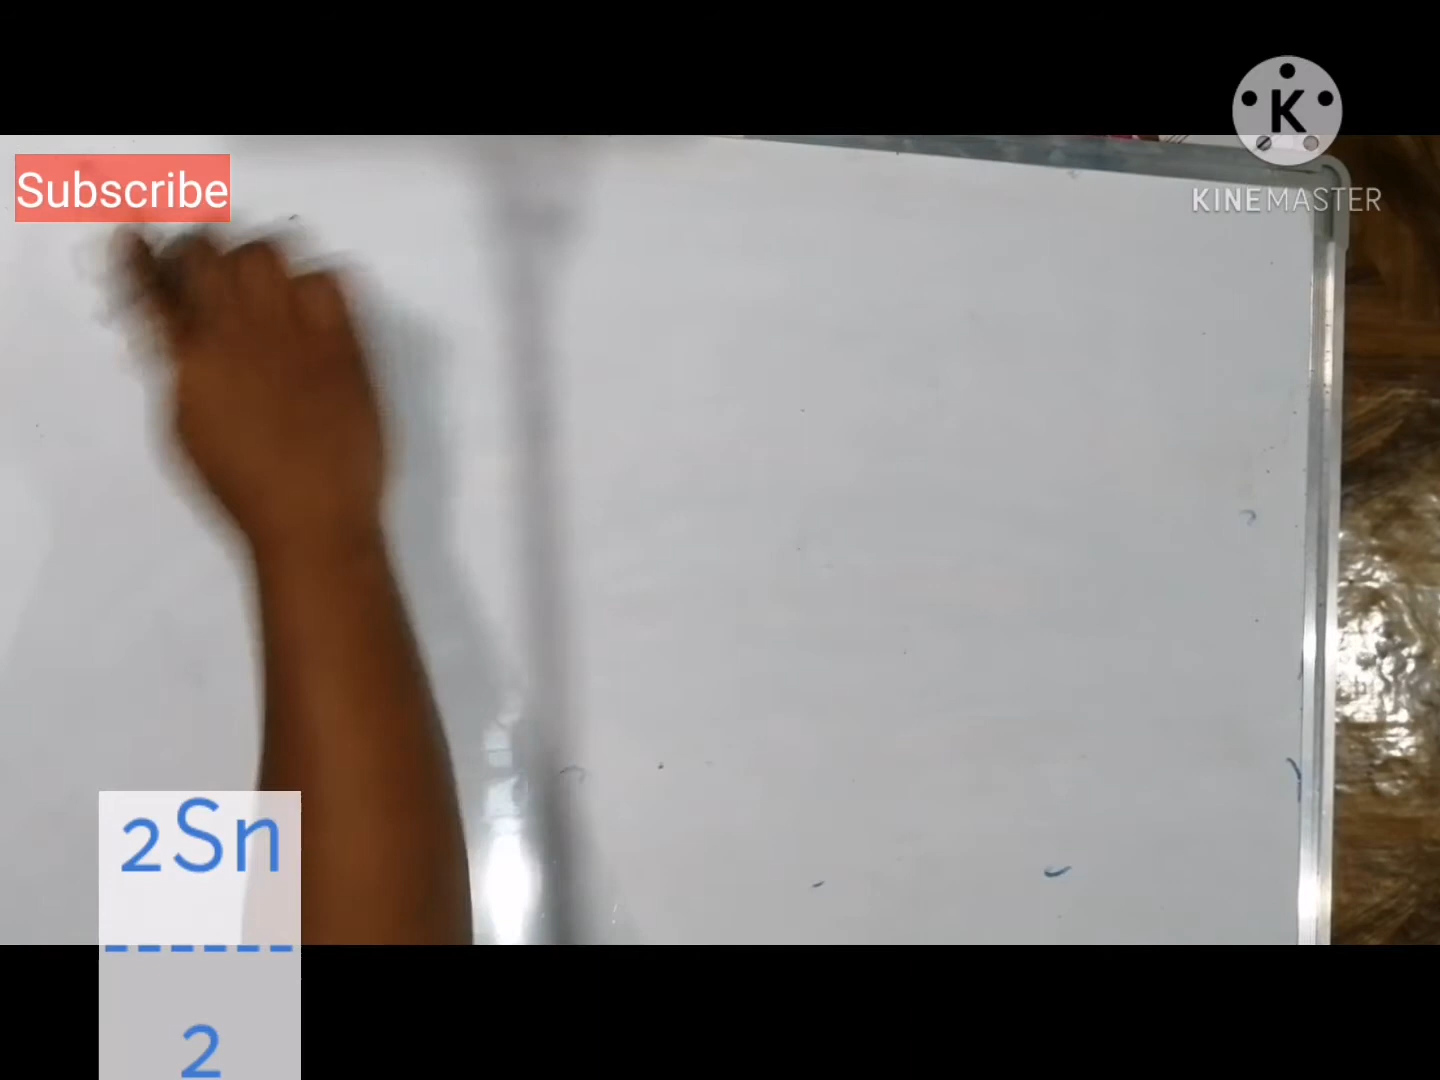 Subscribe
K
KINEMASTER
2Sn
------
2